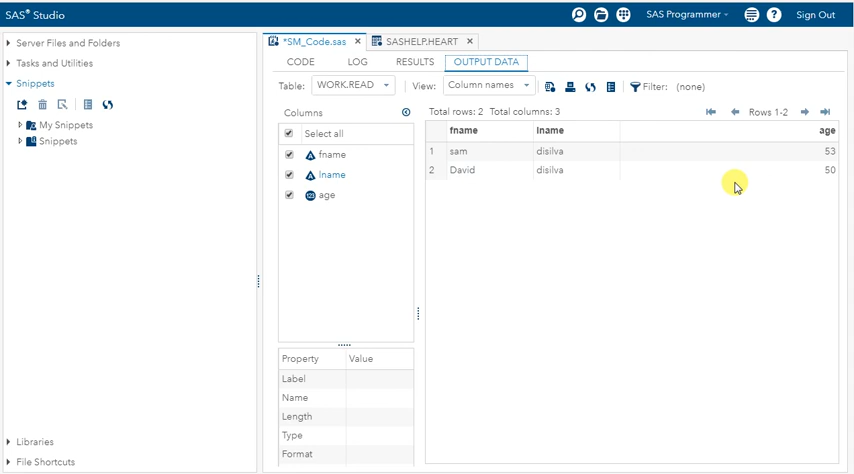 SAS® Studio
SAS Programmer
Sign Out
Server Files and Folders
Tasks and Utilities
Snippets
My Snippets
Snippets
Libraries
File Shortcuts
*SM_Code.sas × SASHELP.HEART ×
CODE LOG RESULTS OUTPUT DATA
Table: WORK.READ View: Column names Filter: (none)
Columns
Select all
fname
lname
123 age
Property Value
Label
Name
Length
Type
Format
Total rows: 2 Total columns: 3 Rows 1-2
fname lname age
1 sam disilva 53
2 David disilva 50